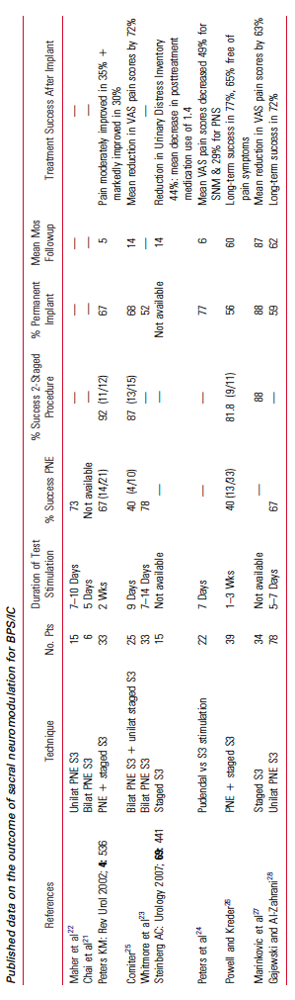 Published data on the outcome of sacral neuromodulation for BPS/IC
References Technique No. Pts Duration of Test Stimulation % Success PNE % Success 2-Staged Procedure % Permanent Implant Mean Mos Followup Treatment Success After Implant
Maher et al22 Unilat PNE S3 15 7–10 Days 73 — — — —
Chai et al21 Bilat PNE S3 6 5 Days Not available — — — —
Peters KM: Rev Urol 2002; 4: 536 PNE + staged S3 33 2 Wks 67 (14/21) 92 (11/12) 67 5 Pain moderately improved in 35% +
markedly improved in 30%
Comiter25 Bilat PNE S3 + unilat staged S3 25 9 Days 40 (4/10) 87 (13/15) 68 14 Mean reduction in VAS pain scores by 72%
Whitmore et al23 Bilat PNE S3 33 7–14 Days 78 — 52 — —
Steinberg AC: Urology 2007; 69: 441 Staged S3 15 Not available — — Not available 14 Reduction in Urinary Distress Inventory
44%: mean decrease in posttreatment
medication use of 1.4
Peters et al24 Pudendal vs S3 stimulation 22 7 Days — — 77 6 Mean VAS pain scores decreased 49% for
SNM & 29% for PNS
Powell and Kreder26 PNE + staged S3 39 1–3 Wks 40 (13/33) 81.8 (9/11) 56 60 Long-term success in 77%, 65% free of
pain symptoms
Marinkovic et al27 Staged S3 34 Not available — 88 88 87 Mean reduction in VAS pain scores by 63%
Gajewski and Al-Zahrani28 Unilat PNE S3 78 5–7 Days 67 — 59 62 Long-term success in 72%